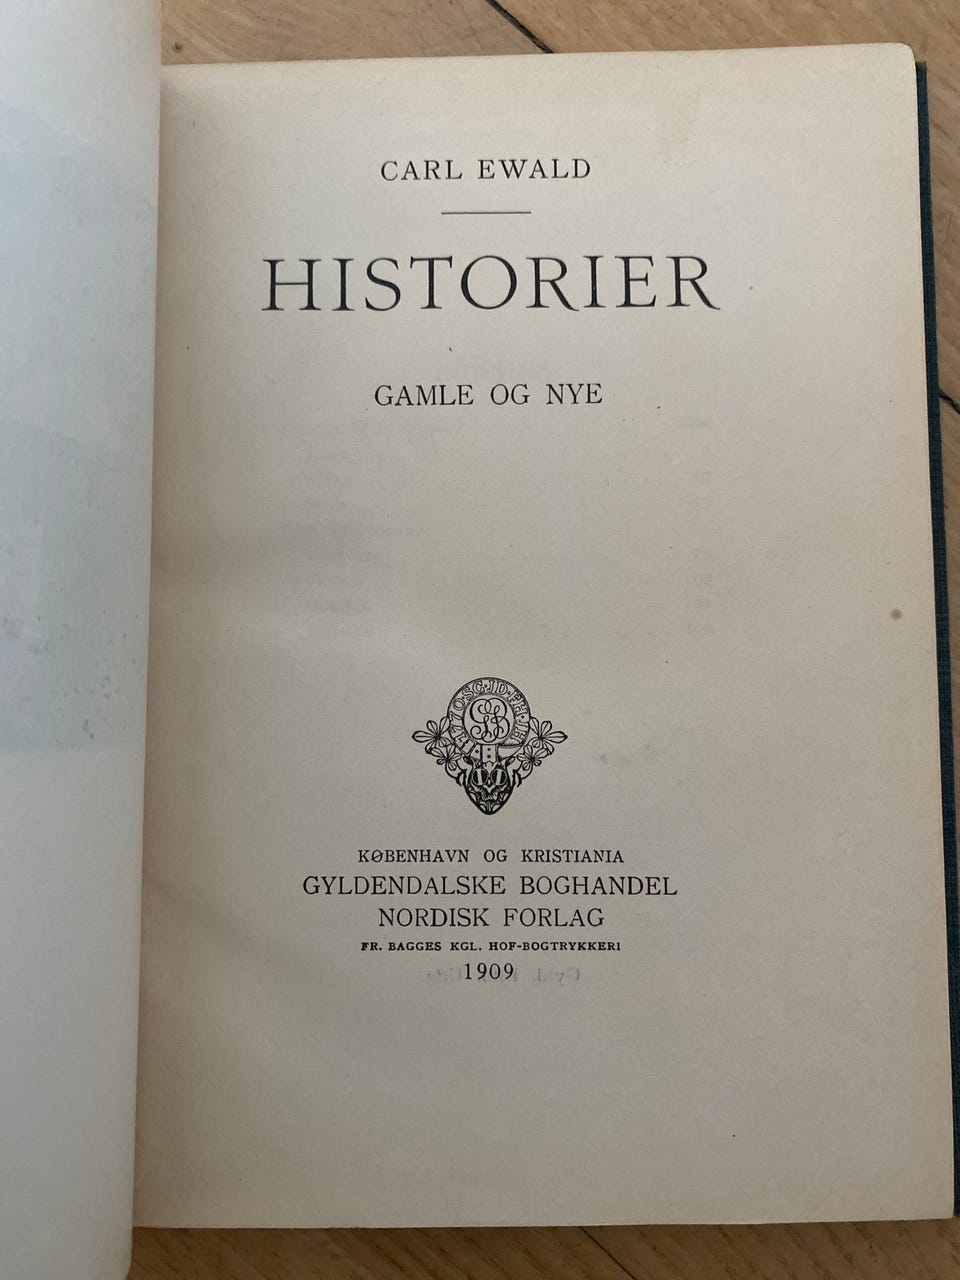 CARL EWALD
HISTORIER
GAMLE OG NYE
KØBENHAVN OG KRISTIANIA
GYLDENDALSKE BOGHANDEL
NORDISK FORLAG
FR. BAGGES KGL. HOF-BOGTRYKKERI
1909